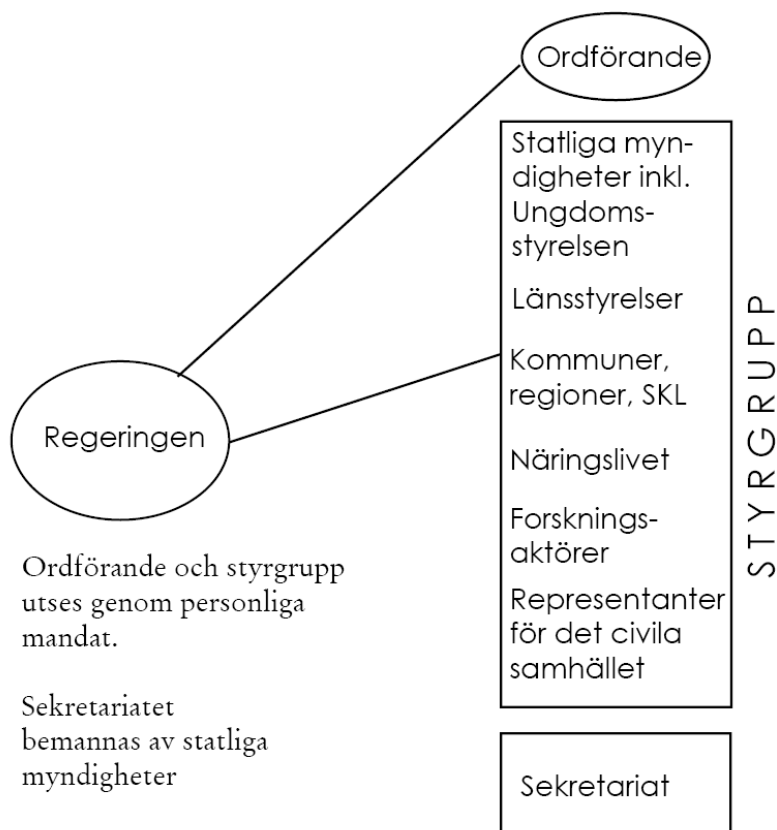 Ordförande
Statliga myn-
digheter inkl.
Ungdoms-
styrelsen
Länsstyrelser
Kommuner,
regioner, SKL
Näringslivet
Forsknings-
aktörer
Representanter
för det civila
samhället
STYRGRUPP
Regeringen
Ordförande och styrgrupp
utses genom personliga
mandat.
Sekretariatet
bemannas av statliga
myndigheter
Sekretariat